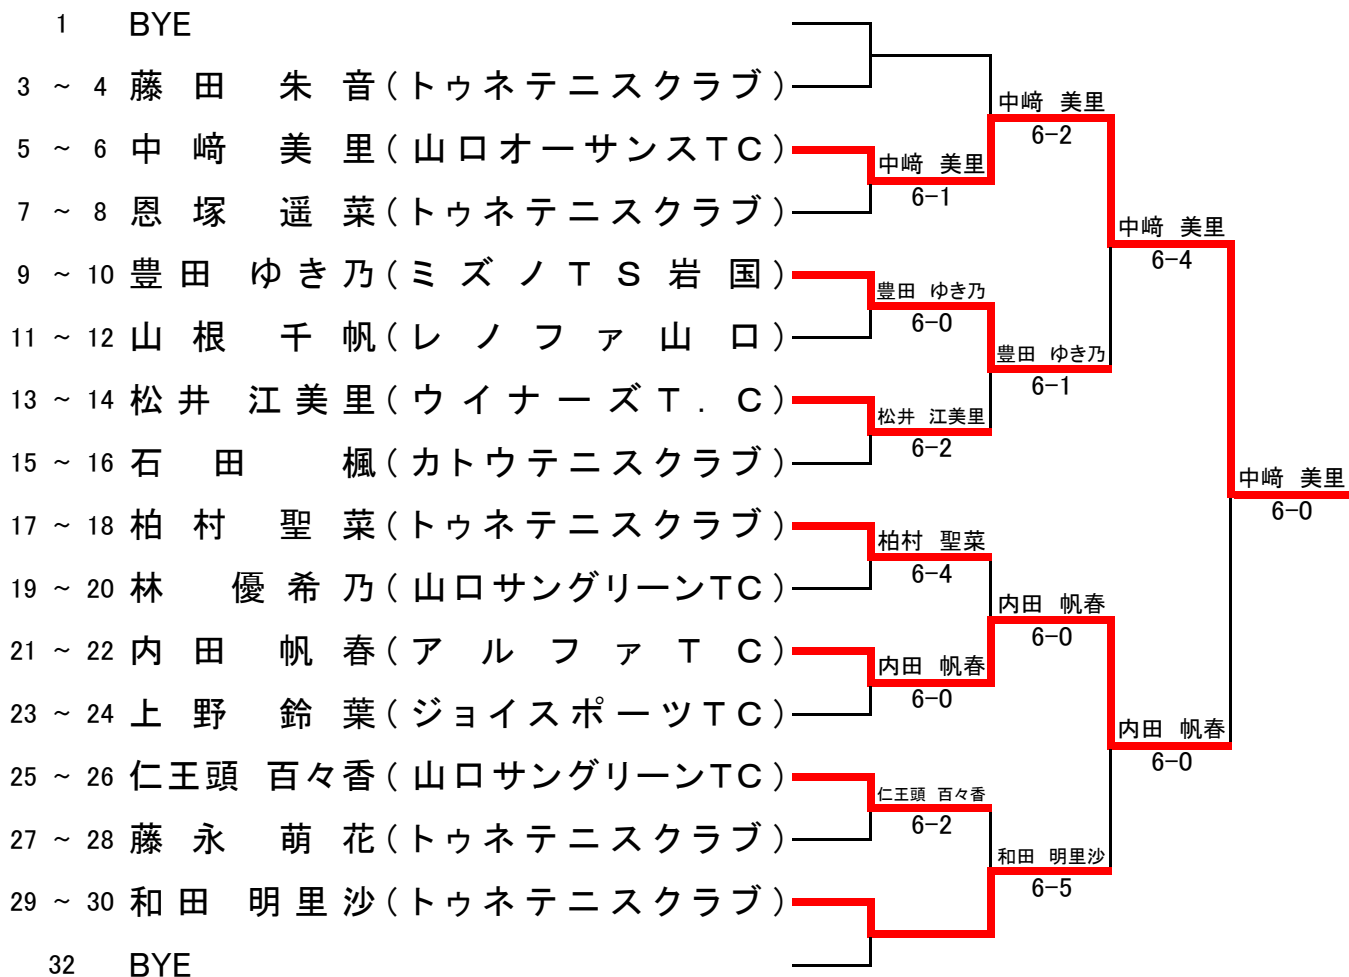 1 BYE
3 ~ 4 藤田 朱音(トゥネテニスクラブ)
5 ~ 6 中﨑 美里(山口オーサンスTC)
7 ~ 8 恩塚 遥菜(トゥネテニスクラブ)
9 ~ 10 豊田 ゆき乃(ミズノTS岩国)
11 ~ 12 山根 千帆(レノファ山口)
13 ~ 14 松井 江美里(ウイナーズT.C)
15 ~ 16 石田 楓(カトウテニスクラブ)
17 ~ 18 柏村 聖菜(トゥネテニスクラブ)
19 ~ 20 林 優希乃(山口サングリーンTC)
21 ~ 22 内田 帆春(アルファTC)
23 ~ 24 上野 鈴葉(ジョイスポーツTC)
25 ~ 26 仁王頭 百々香(山口サングリーンTC)
27 ~ 28 藤永 萌花(トゥネテニスクラブ)
29 ~ 30 和田 明里沙(トゥネテニスクラブ)
32 BYE
中﨑 美里
6-1
豊田 ゆき乃
6-0
松井 江美里
6-2
柏村 聖菜
6-4
内田 帆春
6-0
仁王頭 百々香
6-2
中﨑 美里
6-2
豊田 ゆき乃
6-1
内田 帆春
6-0
和田 明里沙
6-5
中﨑 美里
6-4
内田 帆春
6-0
中﨑 美里
6-0